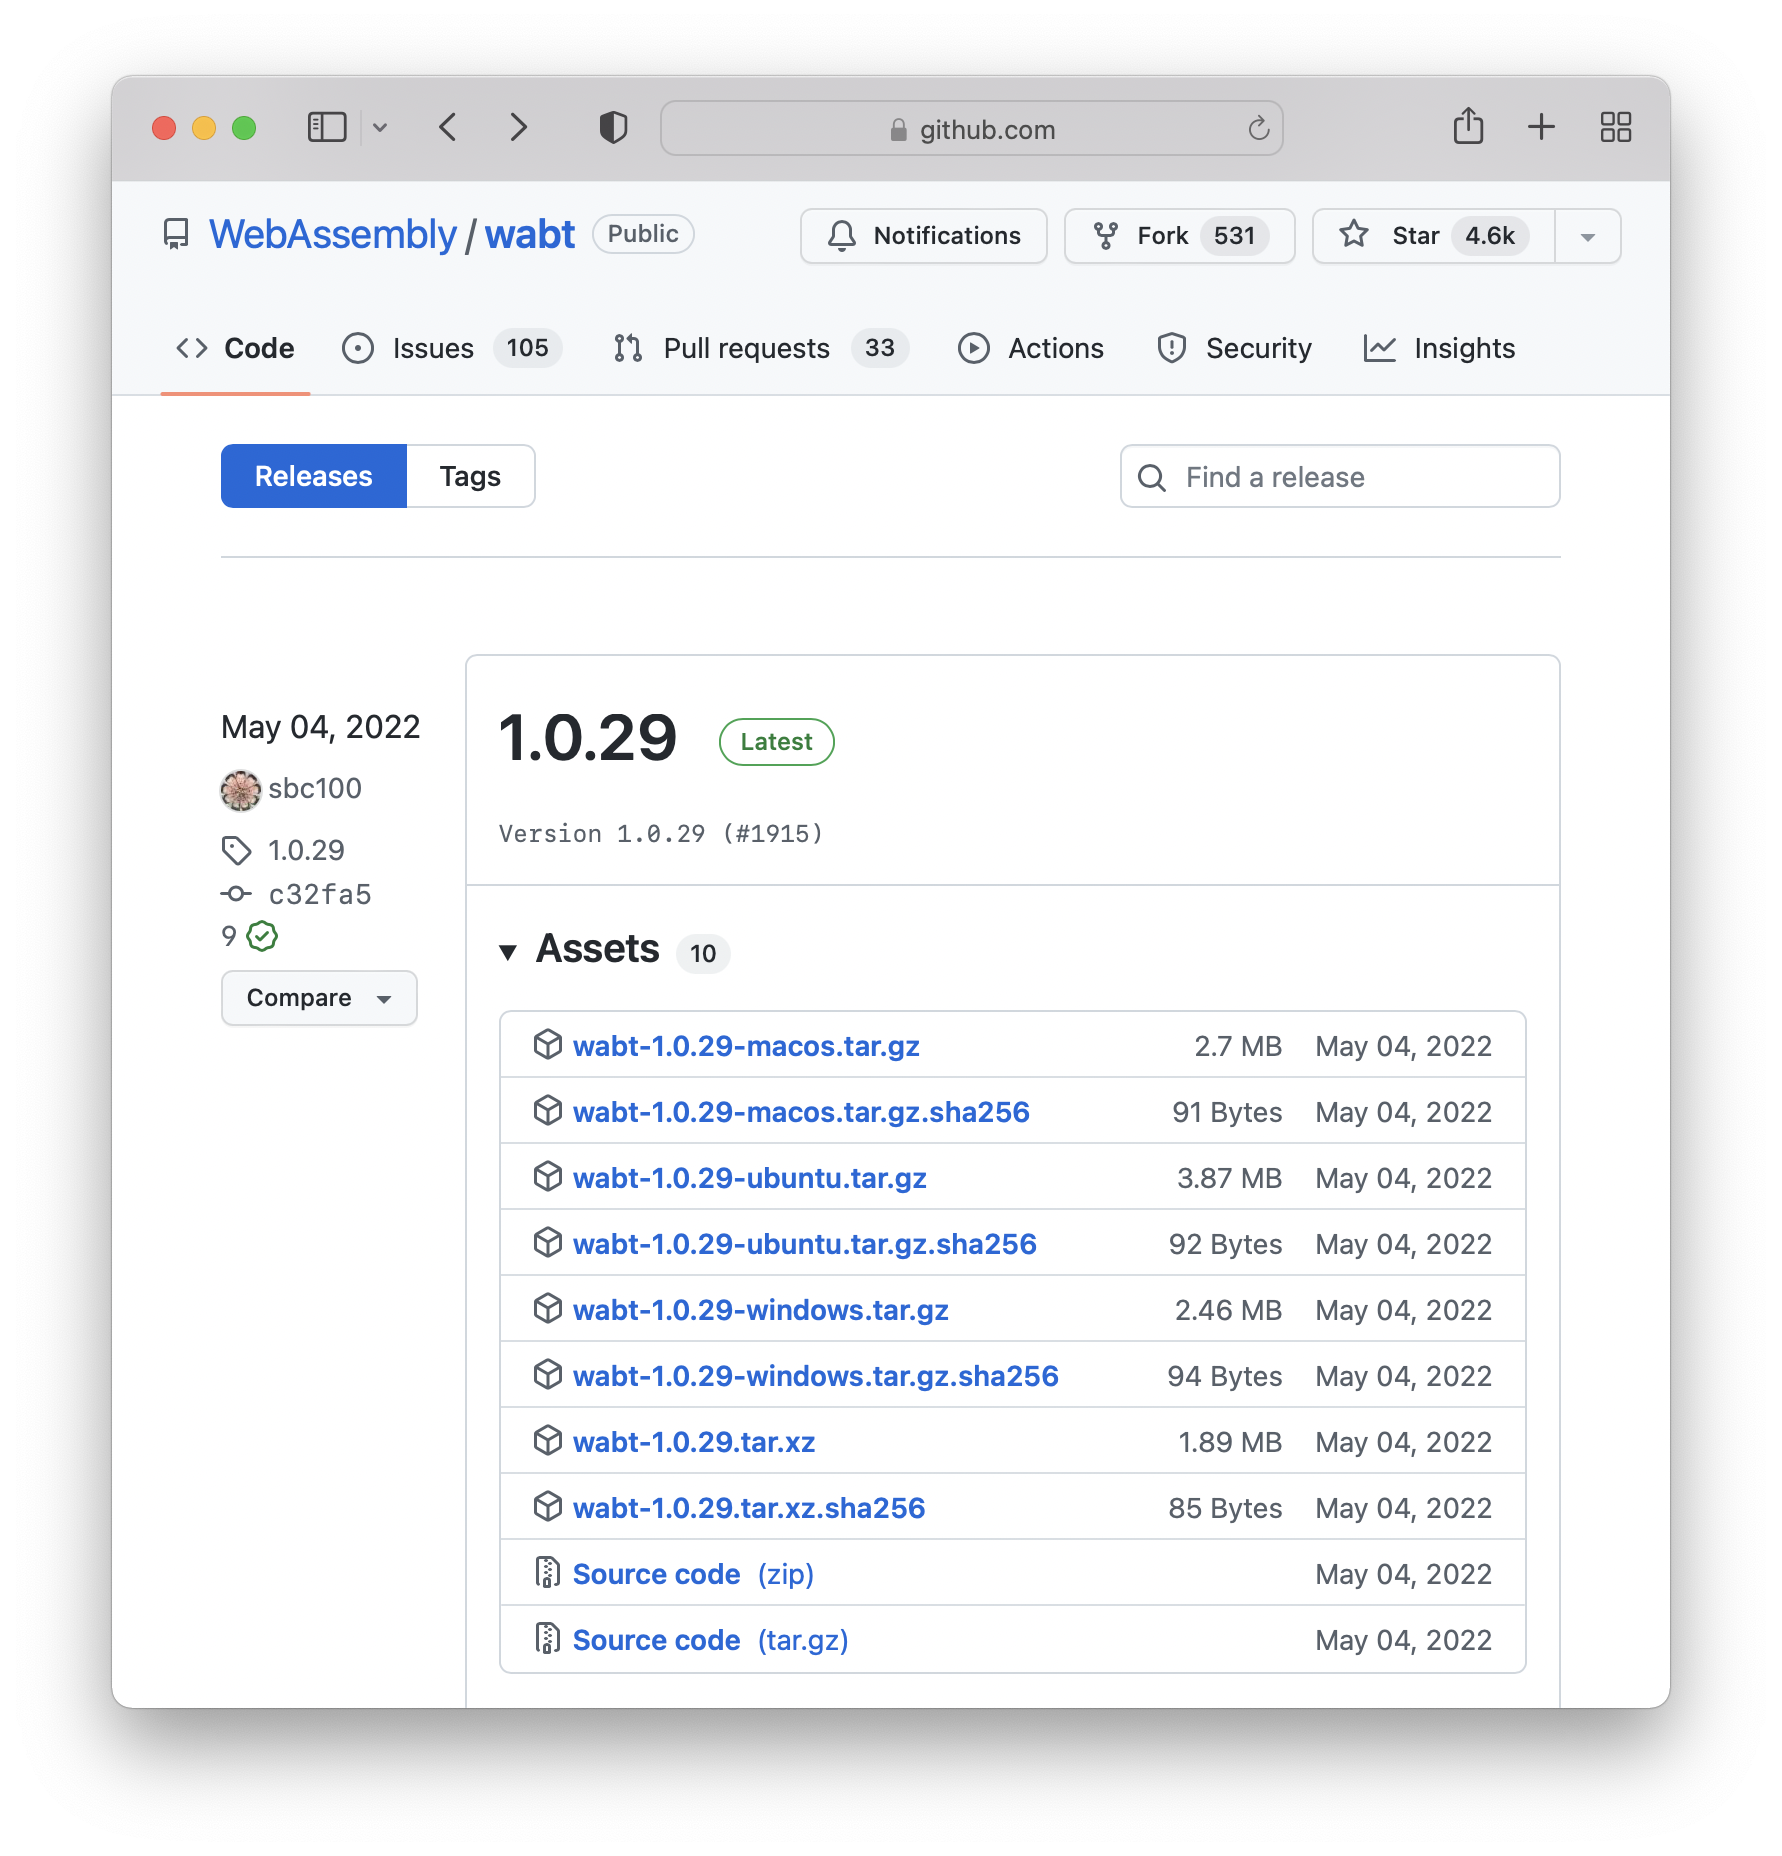 github.com
WebAssembly / wabt Public Notifications Fork 531 Star 4.6k
Code Issues 105 Pull requests 33 Actions Security Insights
Releases Tags Find a release
May 04, 2022
sbc100
1.0.29
c32fa5
9
Compare
1.0.29 Latest
Version 1.0.29 (#1915)
Assets 10
wabt-1.0.29-macos.tar.gz 2.7 MB May 04, 2022
wabt-1.0.29-macos.tar.gz.sha256 91 Bytes May 04, 2022
wabt-1.0.29-ubuntu.tar.gz 3.87 MB May 04, 2022
wabt-1.0.29-ubuntu.tar.gz.sha256 92 Bytes May 04, 2022
wabt-1.0.29-windows.tar.gz 2.46 MB May 04, 2022
wabt-1.0.29-windows.tar.gz.sha256 94 Bytes May 04, 2022
wabt-1.0.29.tar.xz 1.89 MB May 04, 2022
wabt-1.0.29.tar.xz.sha256 85 Bytes May 04, 2022
Source code (zip) May 04, 2022
Source code (tar.gz) May 04, 2022